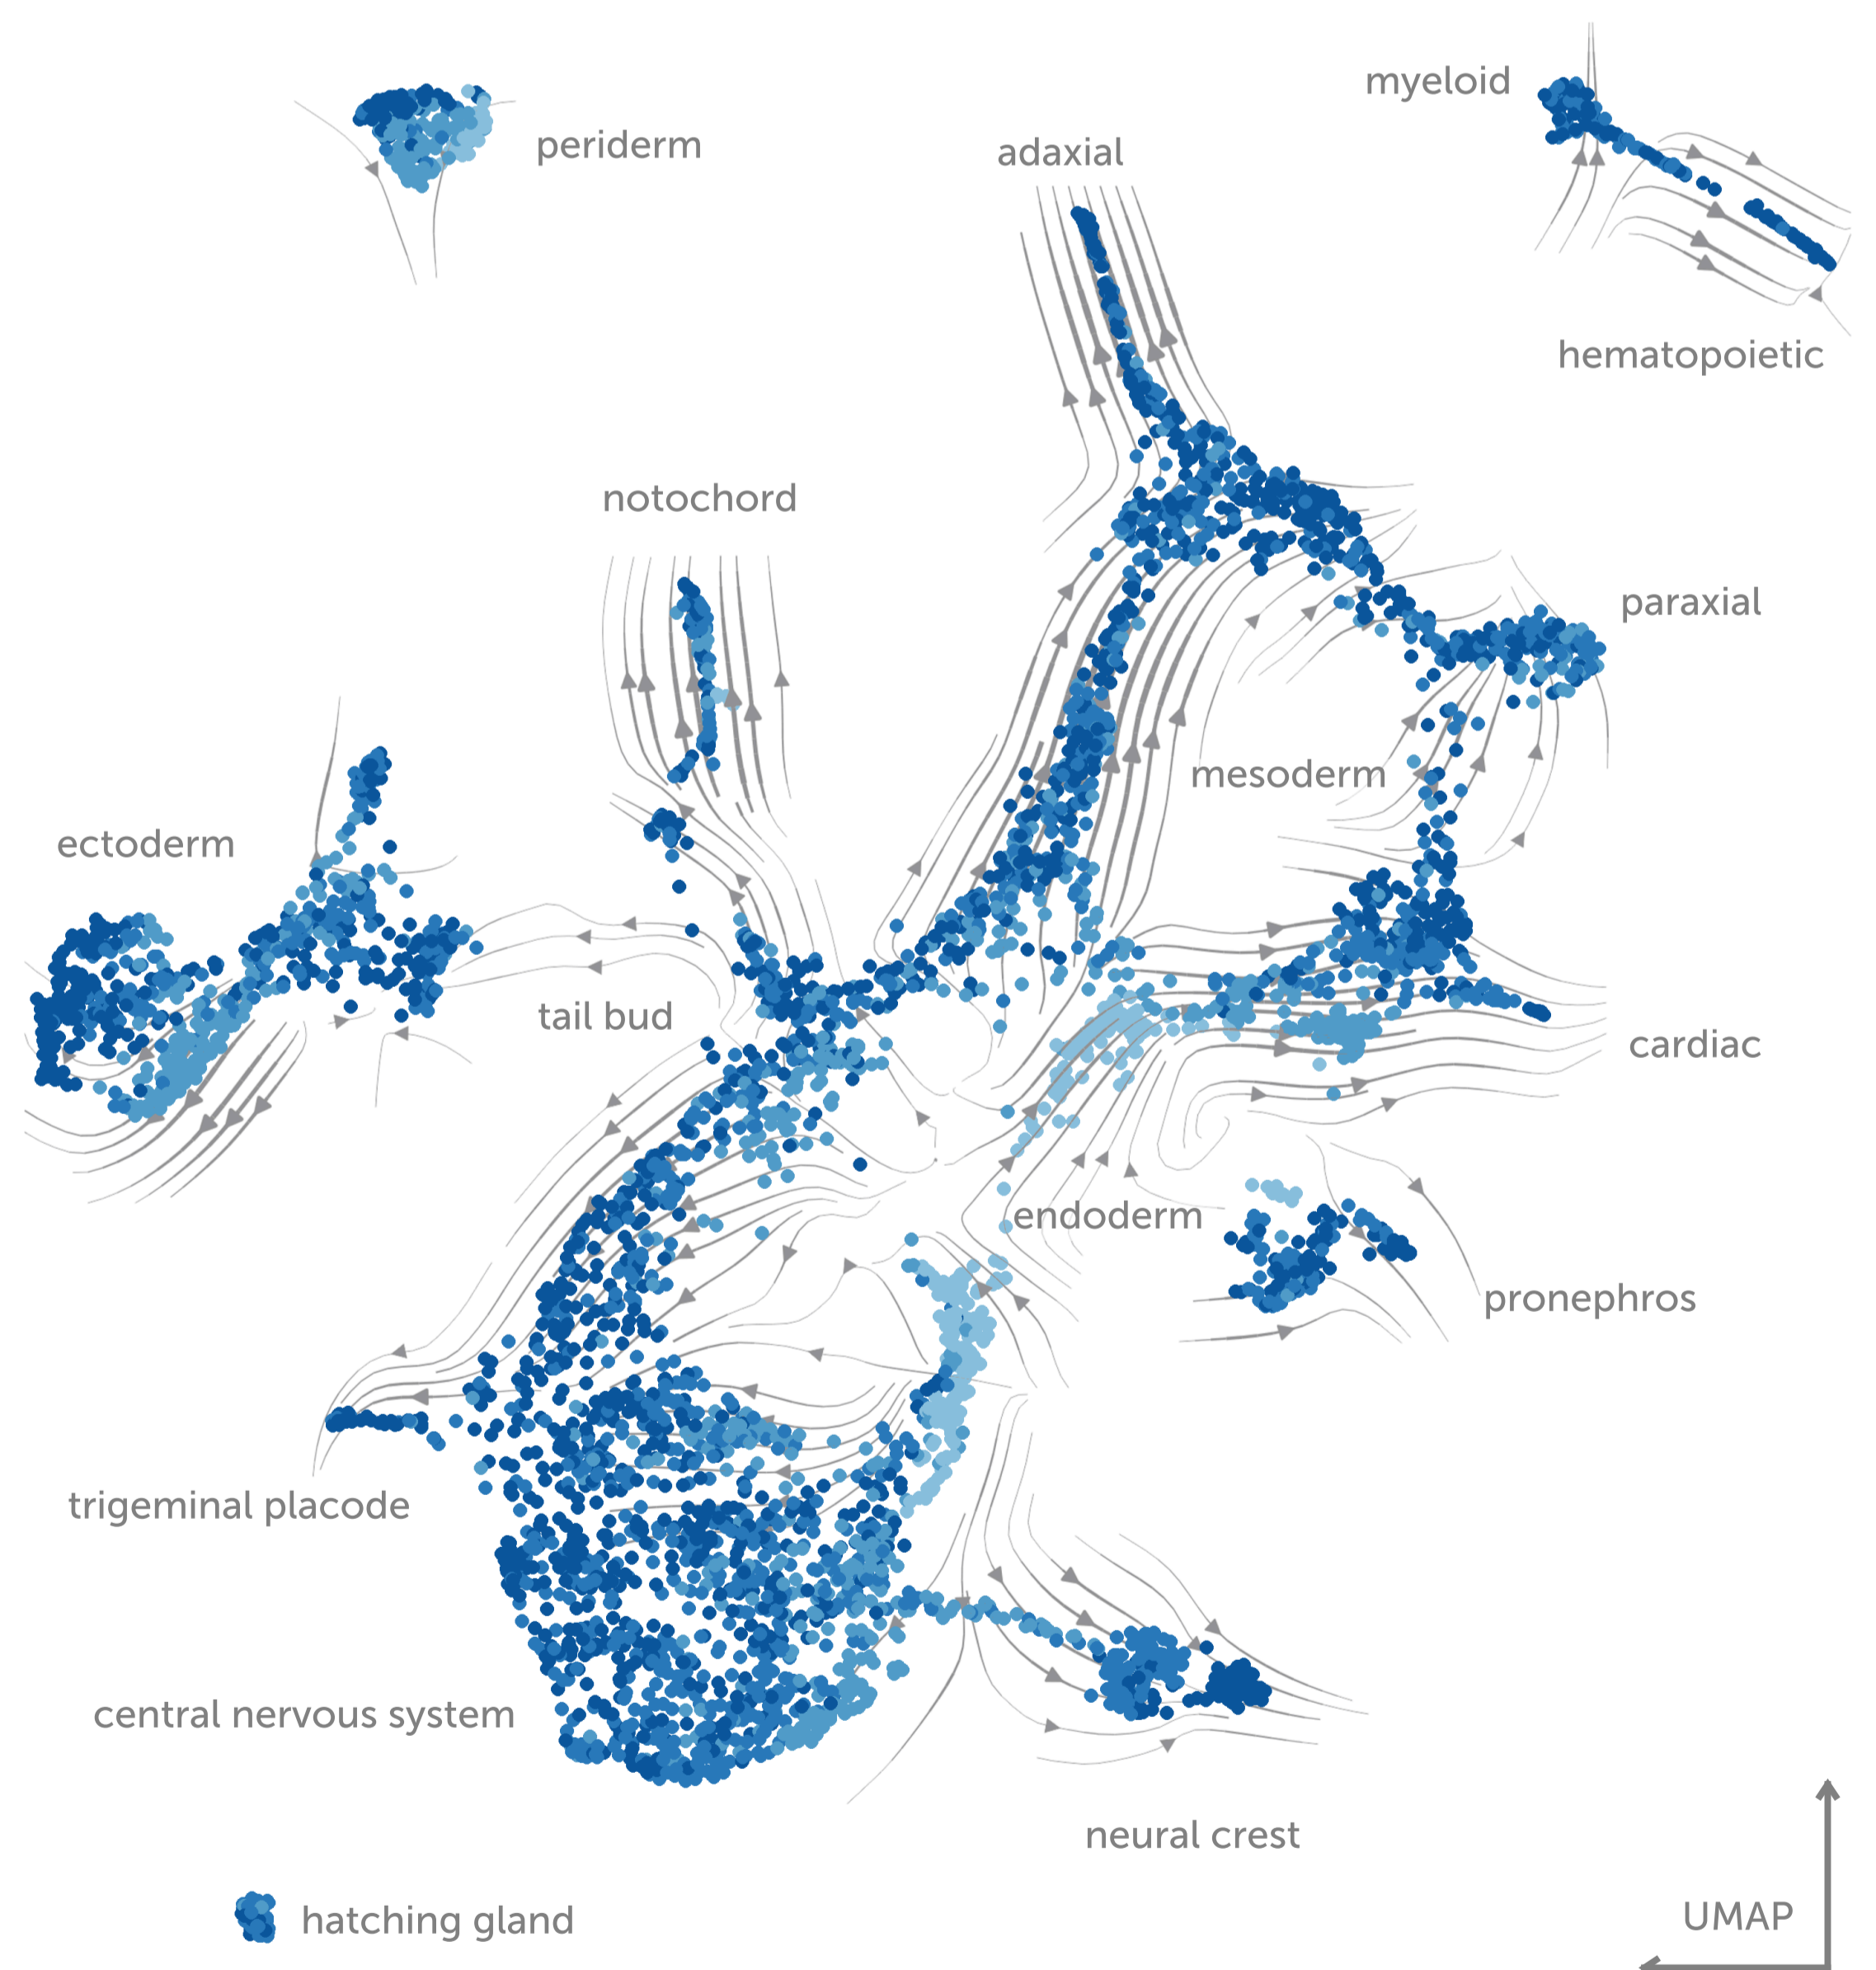 myeloid
periderm
adaxial
hematopoietic
notochord
paraxial
mesoderm
ectoderm
tail bud
cardiac
endoderm
pronephros
trigeminal placode
central nervous system
neural crest
hatching gland
UMAP